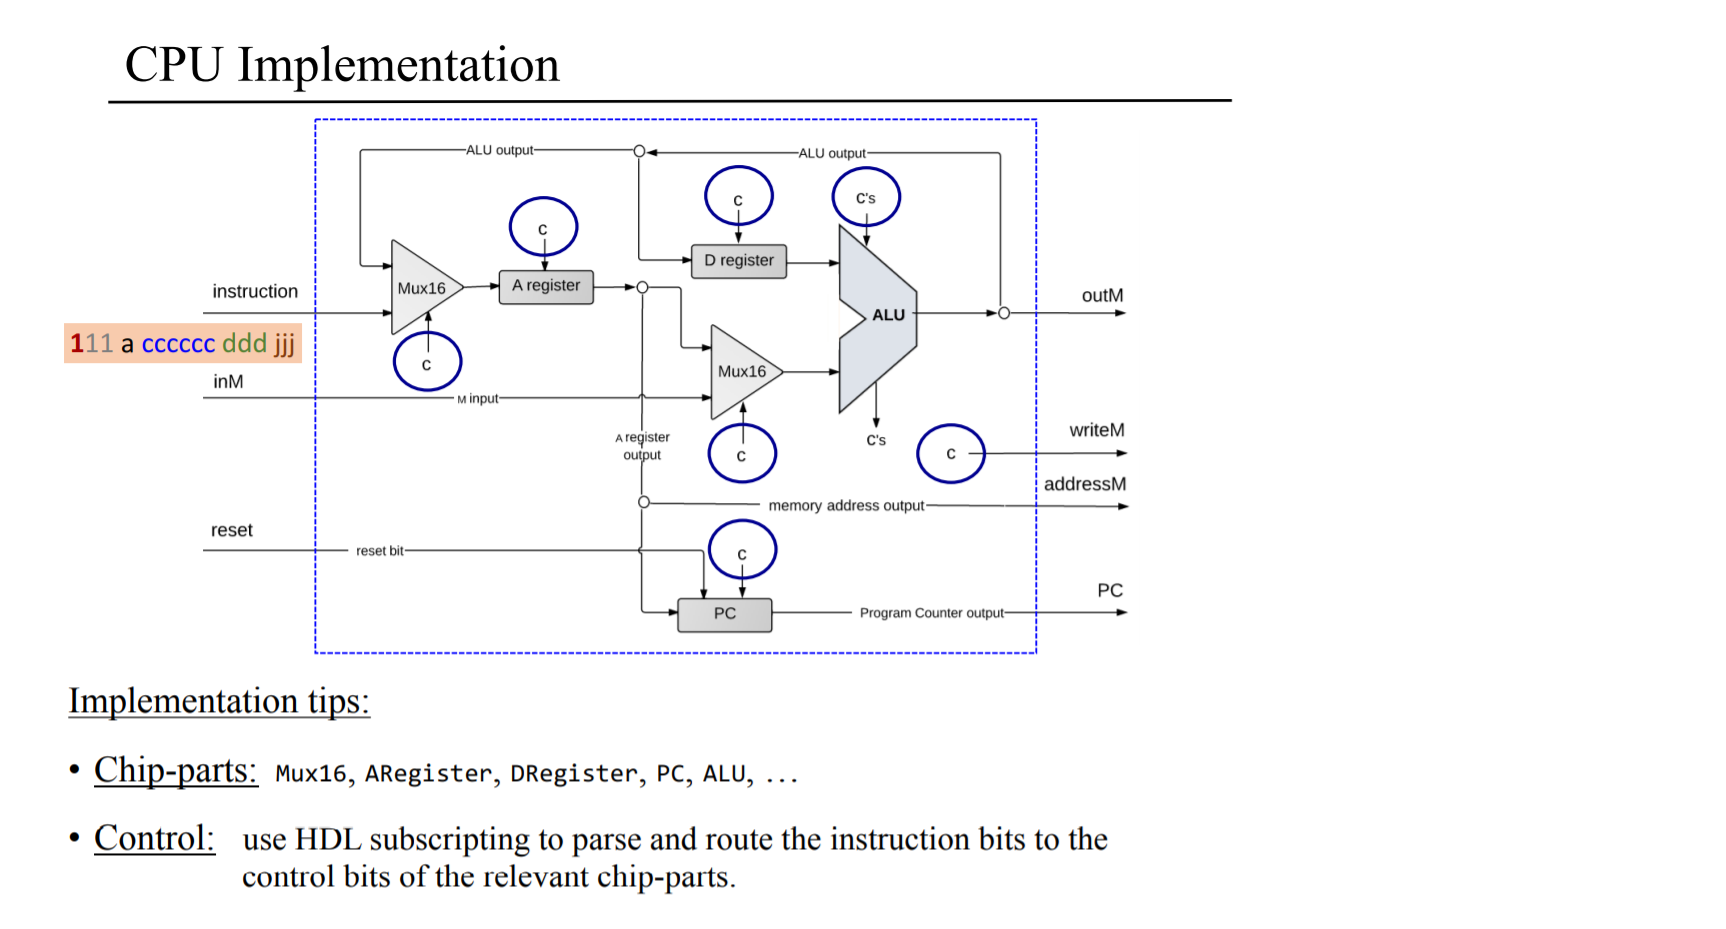 CPU Implementation
ALU output
ALU output
c
C's
c
D register
instruction
Mux16
A register
outM
ALU
111 a cccccc ddd jjj
c
Mux16
inM
M input
writeM
A register
output
c
C's
c
addressM
memory address output
reset
reset bit
c
PC
PC
Program Counter output
Implementation tips:
• Chip-parts: Mux16, ARegister, DRegister, PC, ALU, ...
• Control: use HDL subscripting to parse and route the instruction bits to the
control bits of the relevant chip-parts.